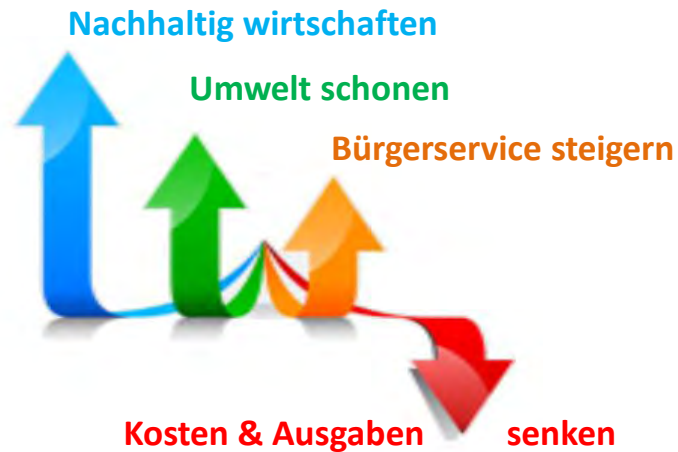 Nachhaltig wirtschaften
Umwelt schonen
Bürgerservice steigern
Kosten & Ausgaben senken